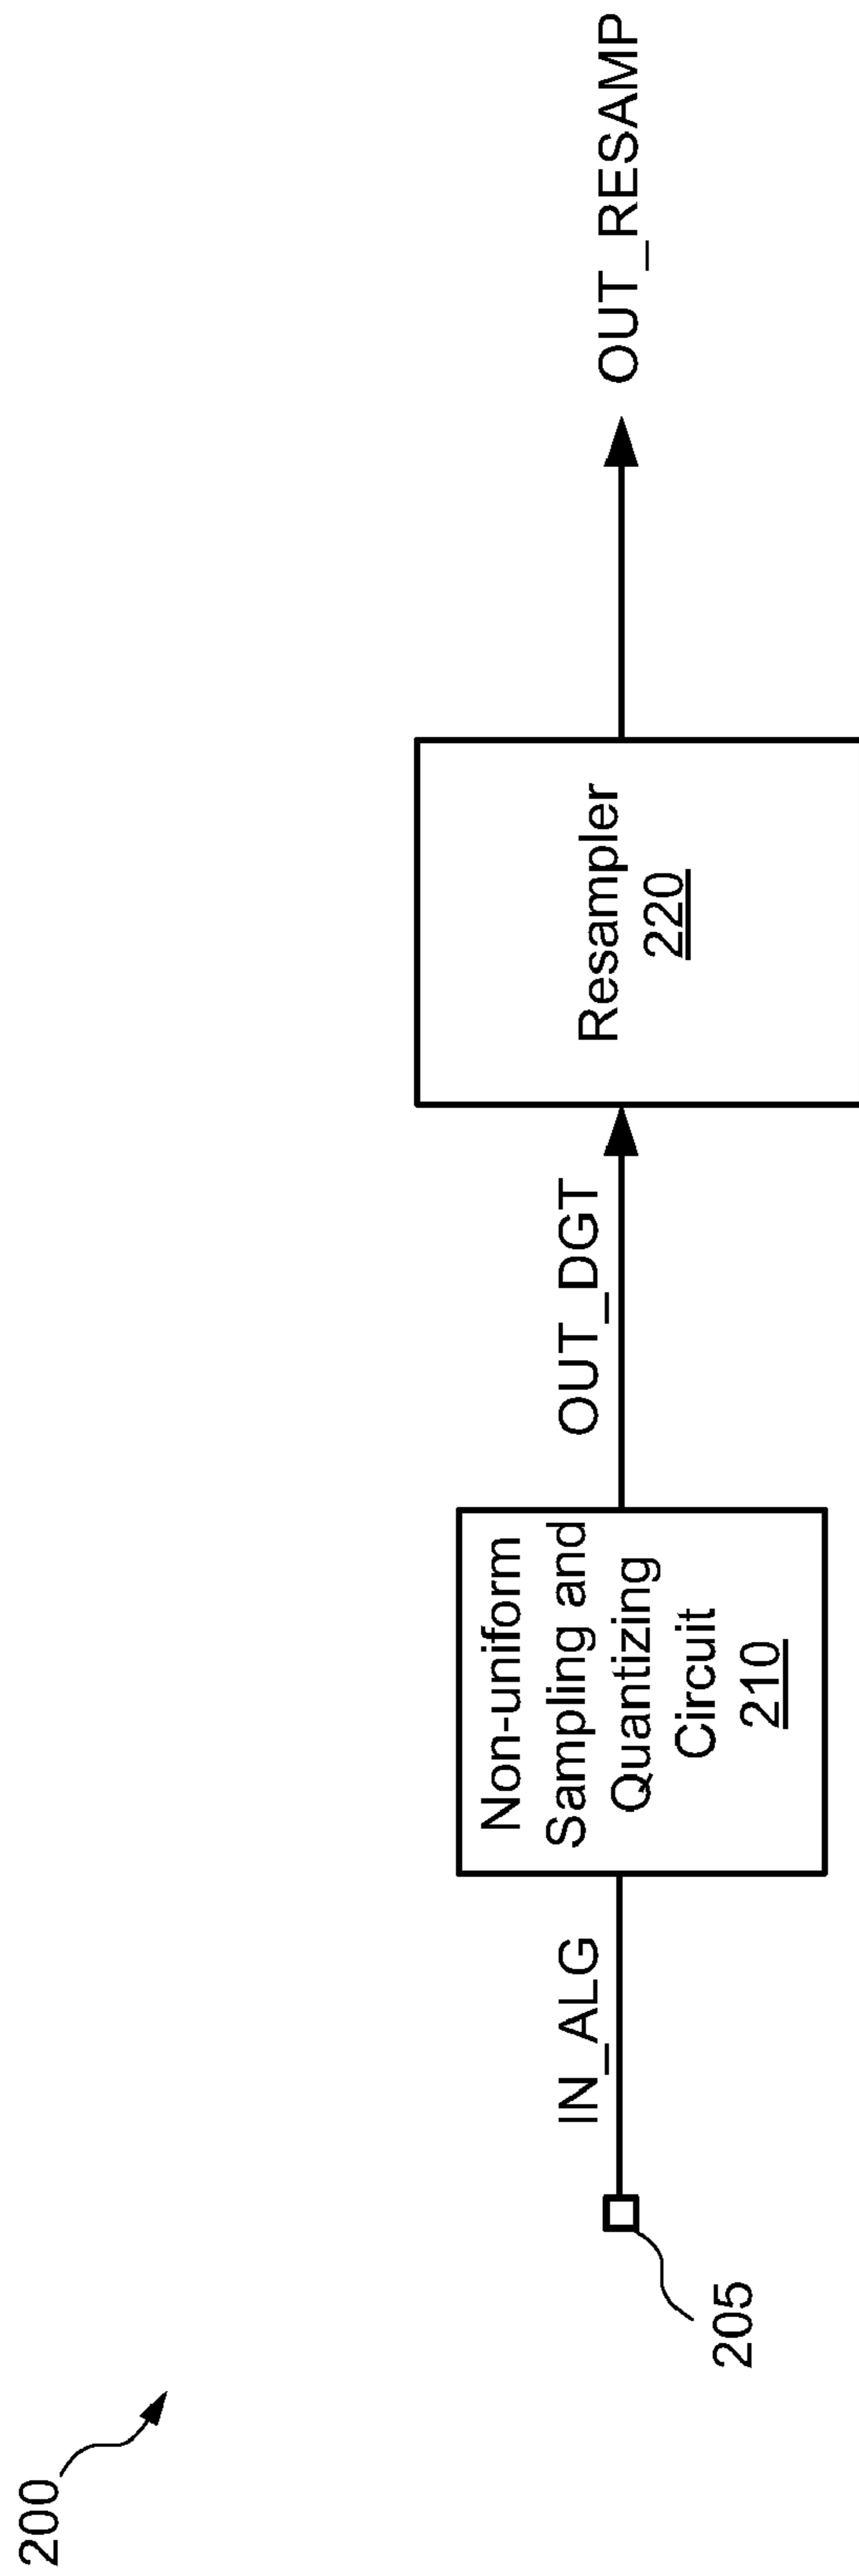 200
205
IN_ALG
Non-uniform
Sampling and
Quantizing
Circuit
210
OUT_DGT
Resampler
220
OUT_RESAMP